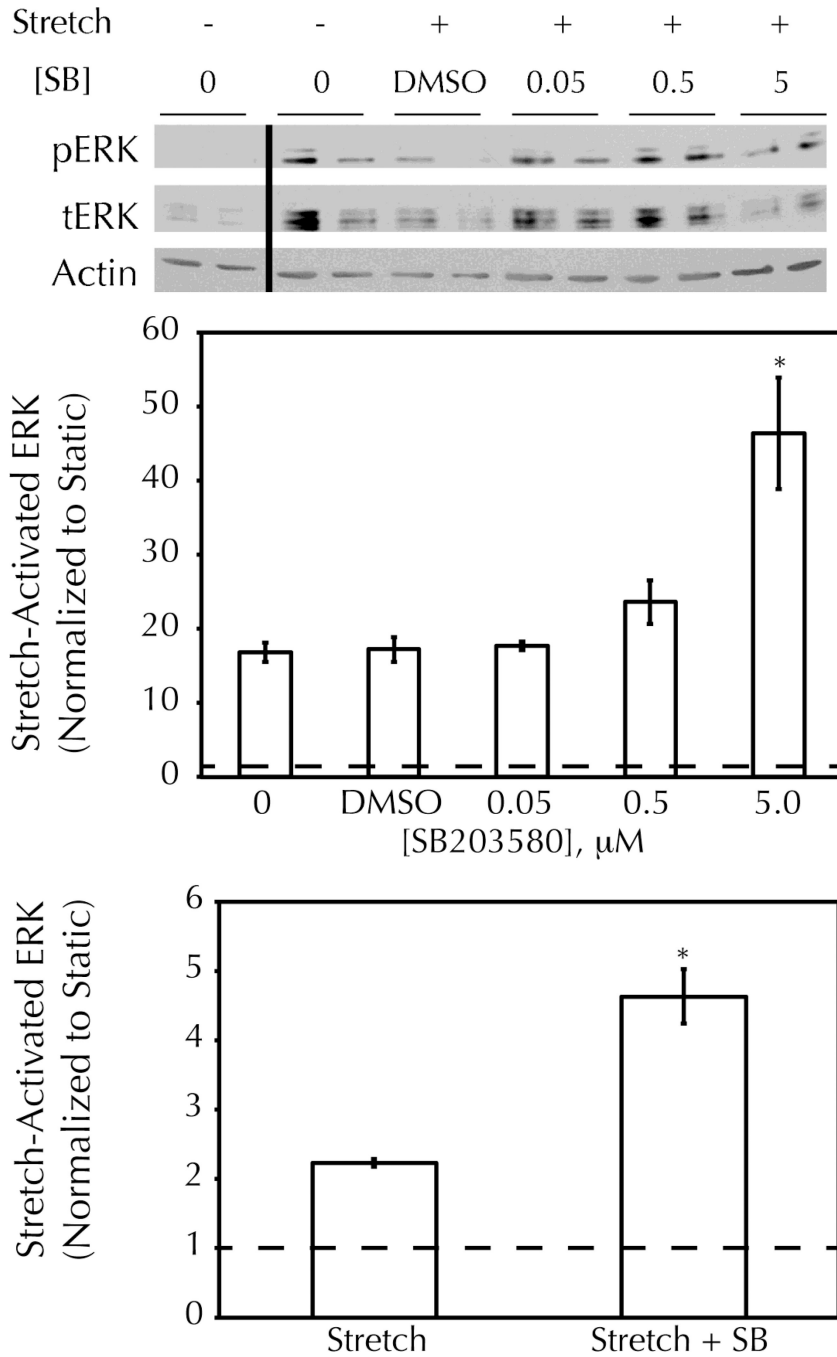 Stretch - - + + + +
[SB] 0 0 DMSO 0.05 0.5 5
pERK
tERK
Actin
Stretch-Activated ERK
(Normalized to Static)
60
50
40
30
20
10
0
*
0 DMSO 0.05 0.5 5.0
[SB203580], μM
Stretch-Activated ERK
(Normalized to Static)
6
5
4
3
2
1
0
*
Stretch Stretch + SB